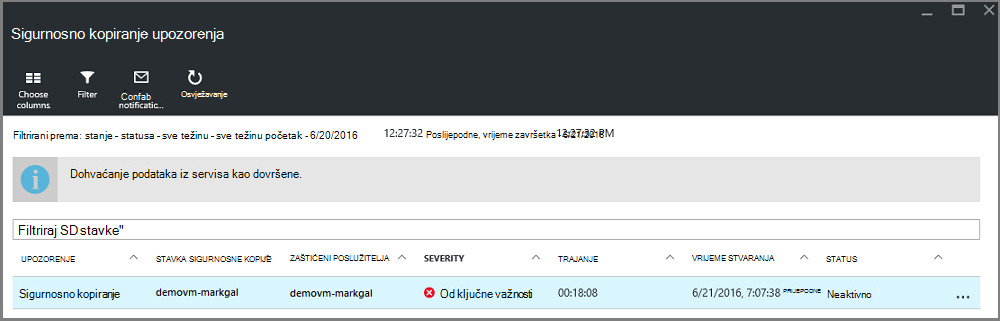 Sigurnosno kopiranje upozorenja
Choose columns Filter Confab notificatic... Osvježavanje
Filtrirani prema: stanje - statusa - sve težinu - sve težinu početak - 6/20/2016 12:27:32 Poslijepodne, vrijeme završetka - 6/21/2016 12:27:32 PM
Dohvaćanje podataka iz servisa kao dovršene.
Filtriraj SD stavke"
UPOZORENJE STAVKA SIGURNOSNE KOPIJE ZAŠTIĆENI POSLUŽITELJA SEVERITY TRAJANJE VRIJEME STVARANJA STATUS
Sigurnosno kopiranje demovm-markgal demovm-markgal Od ključne važnosti 00:18:08 6/21/2016, 7:07:38 PRIJEPODNE Neaktivno ...